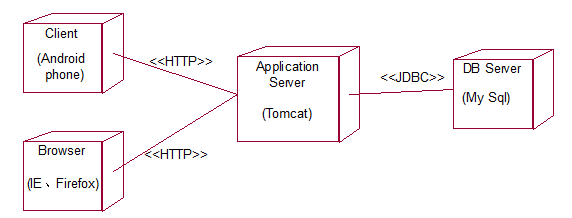 Client
(Android
phone)
<<HTTP>>
Application
Server
(Tomcat)
<<JDBC>>
DB Server
(My Sql)
Browser
(IE、Firefox)
<<HTTP>>